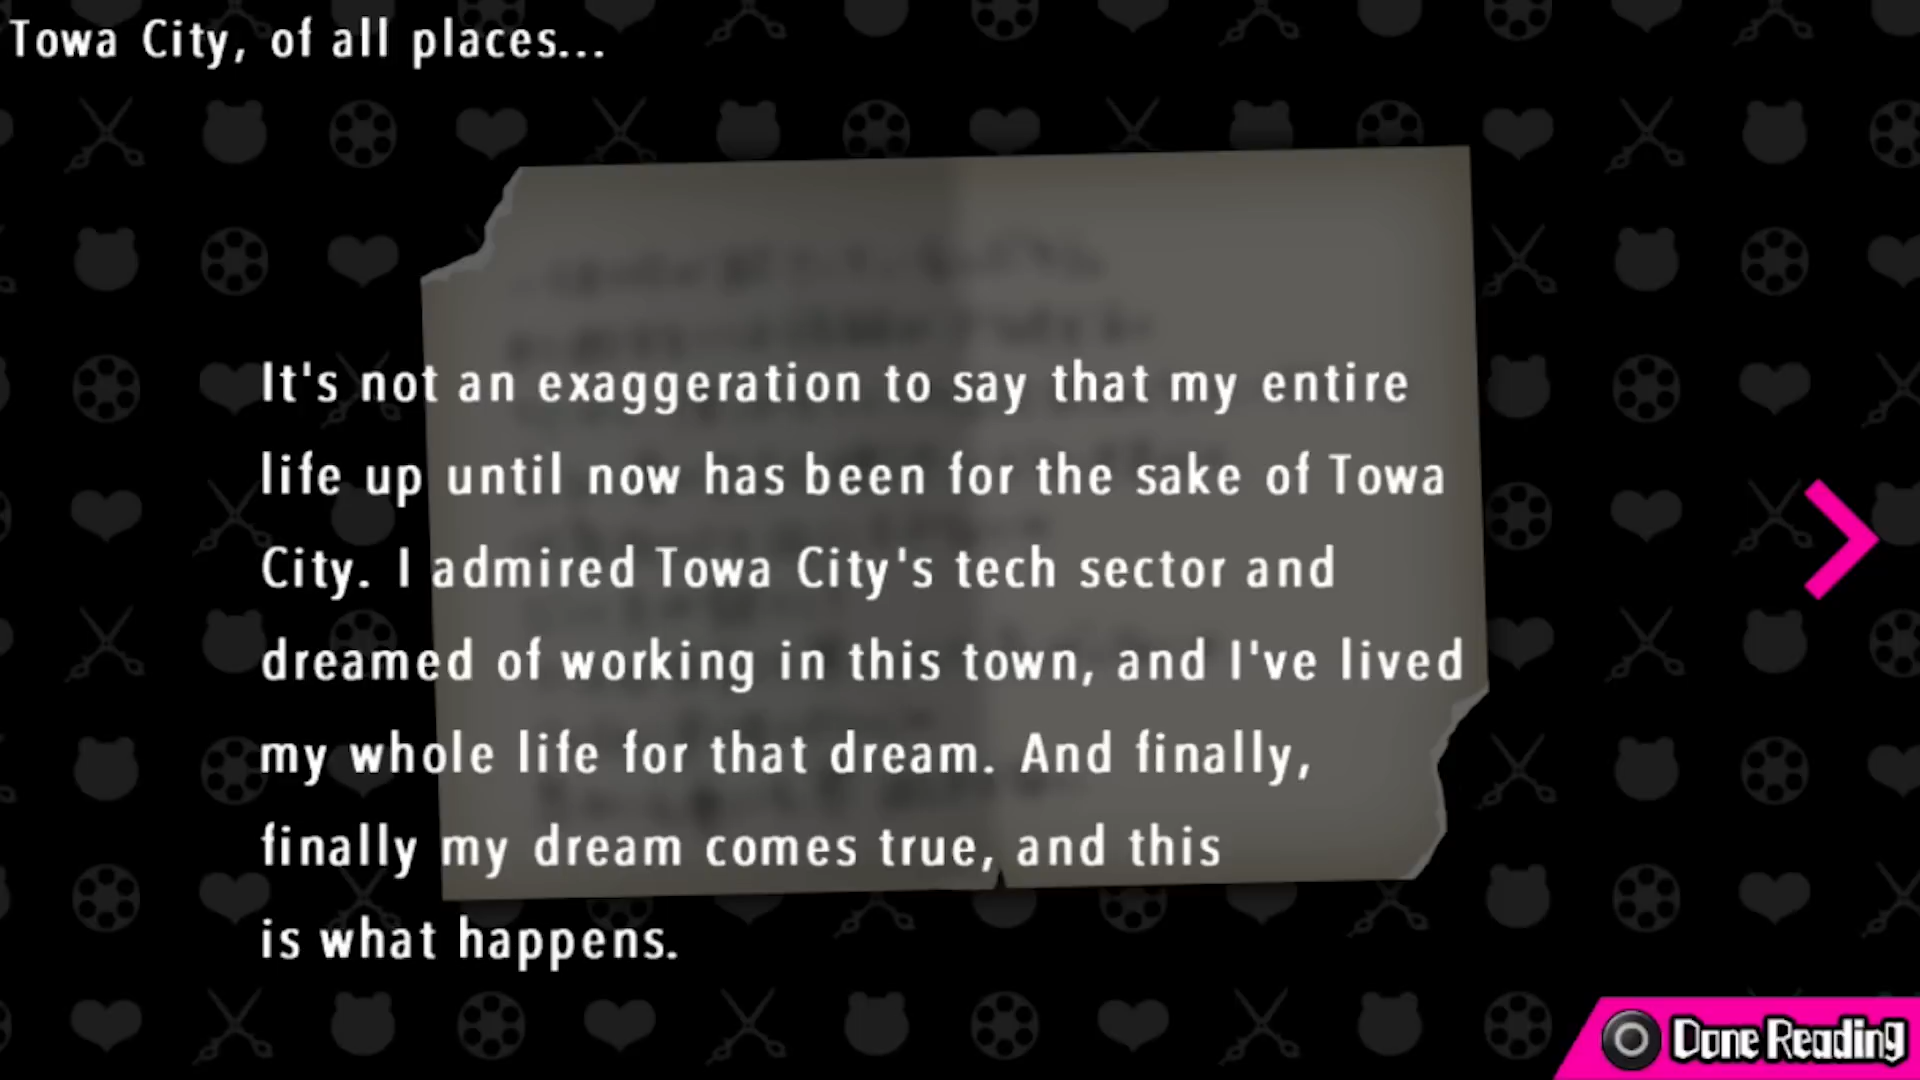 Towa City, of all places...
It's not an exaggeration to say that my entire
life up until now has been for the sake of Towa
City. I admired Towa City's tech sector and
dreamed of working in this town, and I've lived
my whole life for that dream. And finally,
finally my dream comes true, and this
is what happens.
Done Reading